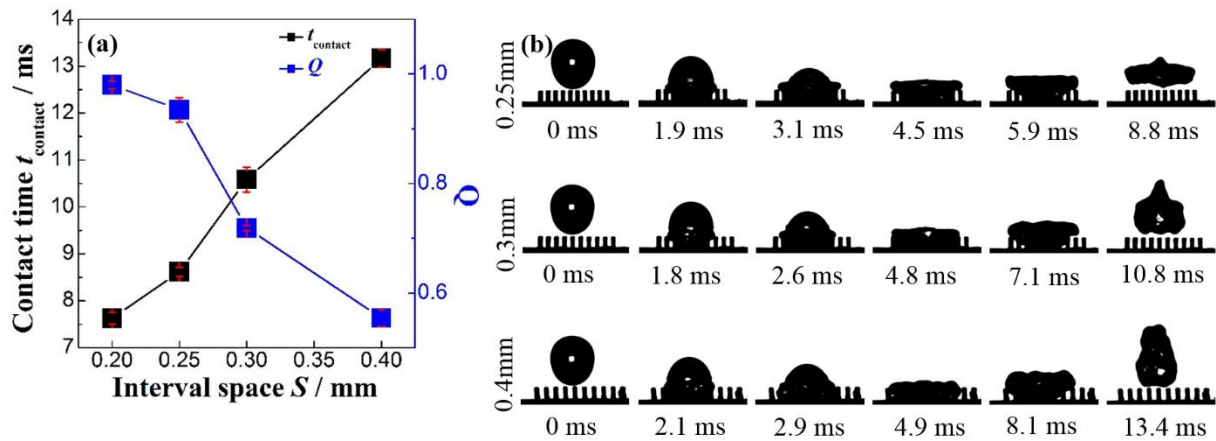 (a)
t contact
Q
14
13
12
11
10
9
8
7
Contact time t contact / ms
1.0
0.8
0.6
Q
0.20 0.25 0.30 0.35 0.40
Interval space S / mm
(b)
0.25mm
0 ms 1.9 ms 3.1 ms 4.5 ms 5.9 ms 8.8 ms
0.3mm
0 ms 1.8 ms 2.6 ms 4.8 ms 7.1 ms 10.8 ms
0.4mm
0 ms 2.1 ms 2.9 ms 4.9 ms 8.1 ms 13.4 ms